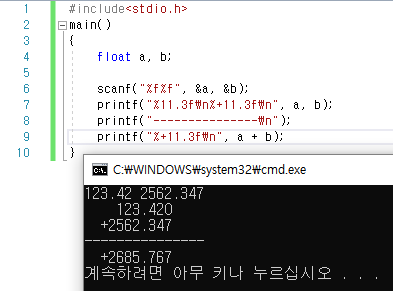 1 #include<stdio.h>
2 main()
3 {
4 float a, b;
5
6 scanf("%f%f", &a, &b);
7 printf("%11.3f₩n%+11.3f₩n", a, b);
8 printf("---------------₩n");
9 printf("%+11.3f₩n", a + b);
10 }
C:₩WINDOWS₩system32₩cmd.exe
123.42 2562.347
    123.420
  +2562.347
---------------
  +2685.767
계속하려면 아무 키나 누르십시오 . . .